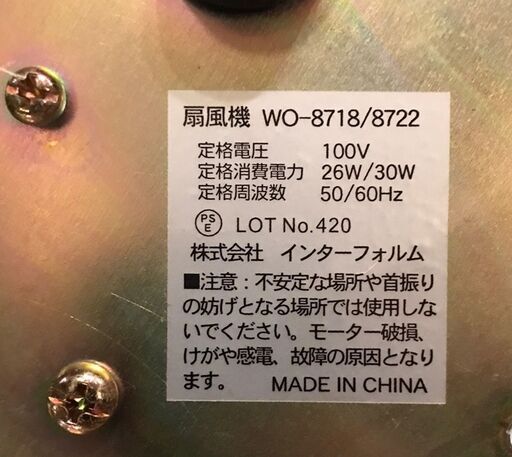 扇風機 WO-8718/8722
定格電圧 100V
定格消費電力 26W/30W
定格周波数 50/60Hz
PS E LOT No.420
株式会社 インターフォルム
■注意：不安定な場所や首振り
の妨げとなる場所では使用しな
いでください。モーター破損、
けがや感電、故障の原因となり
ます。 MADE IN CHINA